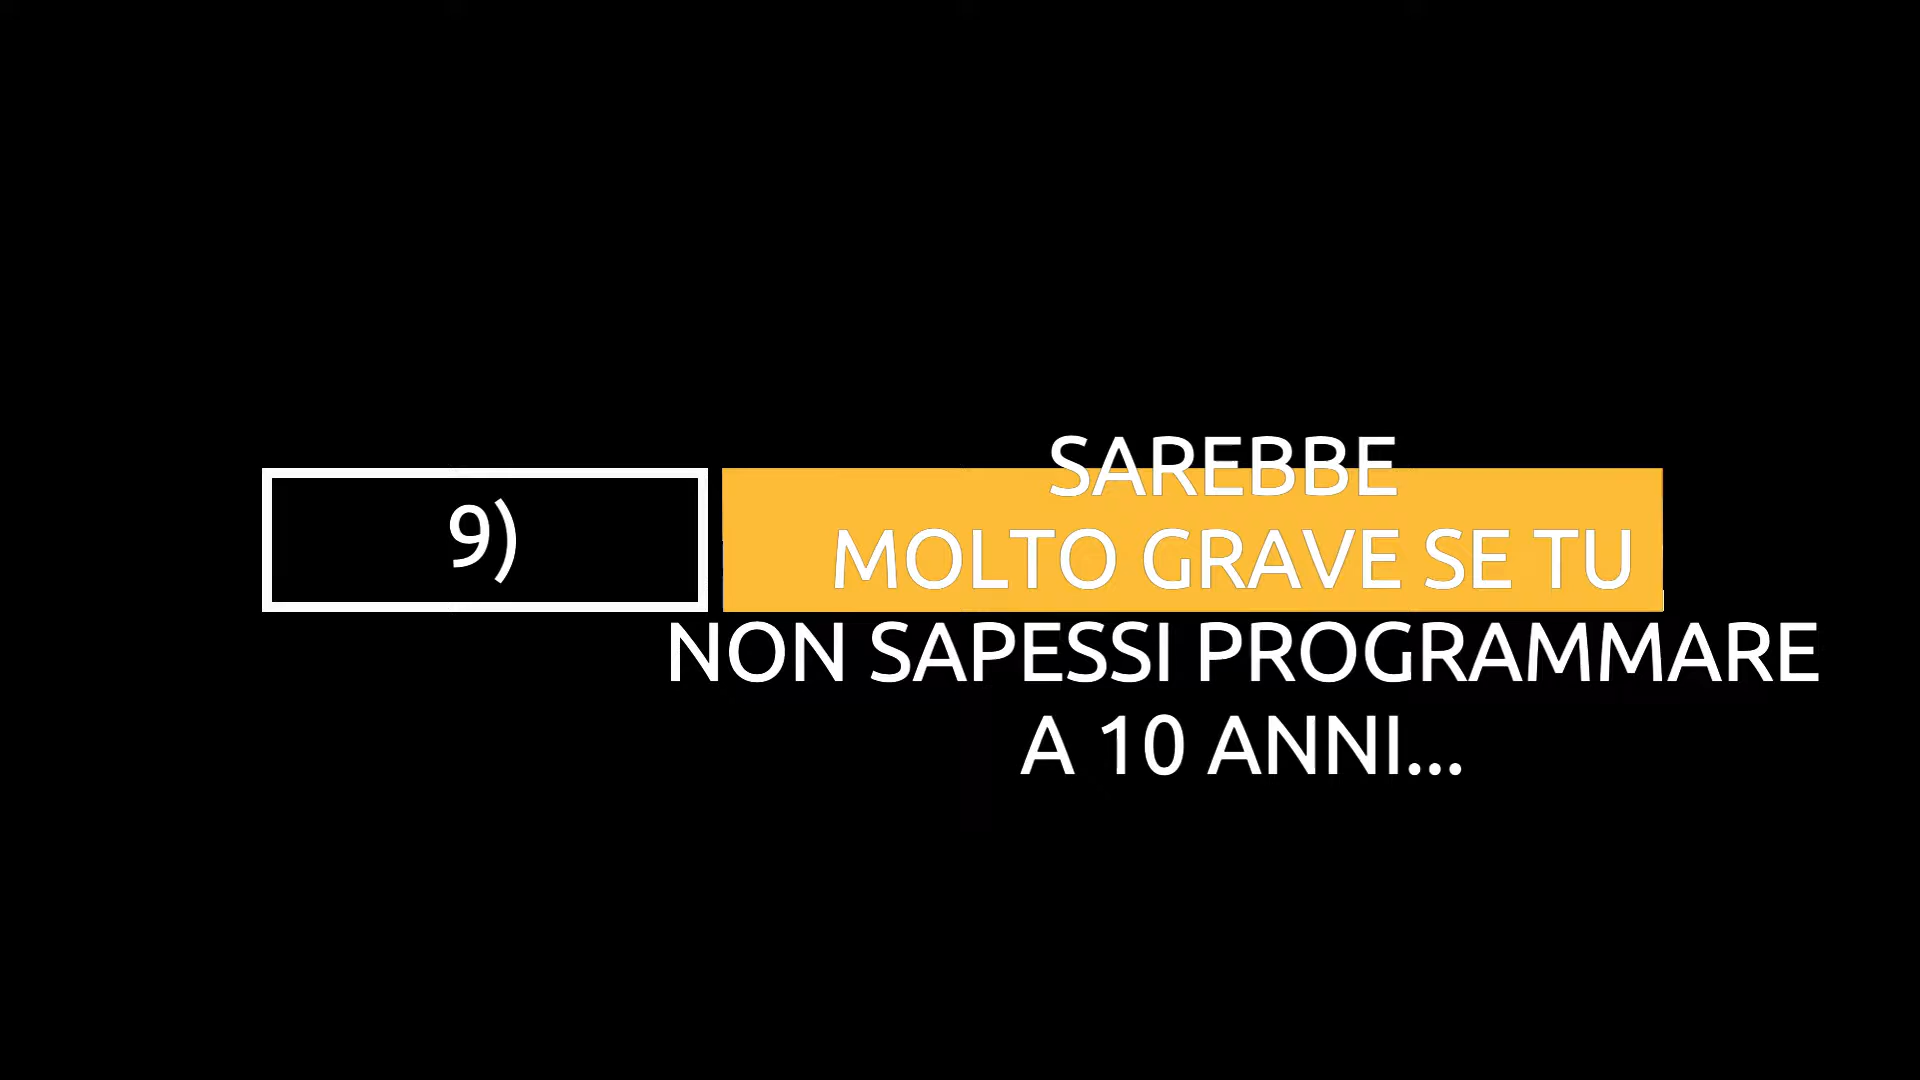 9)
SAREBBE
MOLTO GRAVE SE TU
NON SAPESSI PROGRAMMARE
A 10 ANNI...